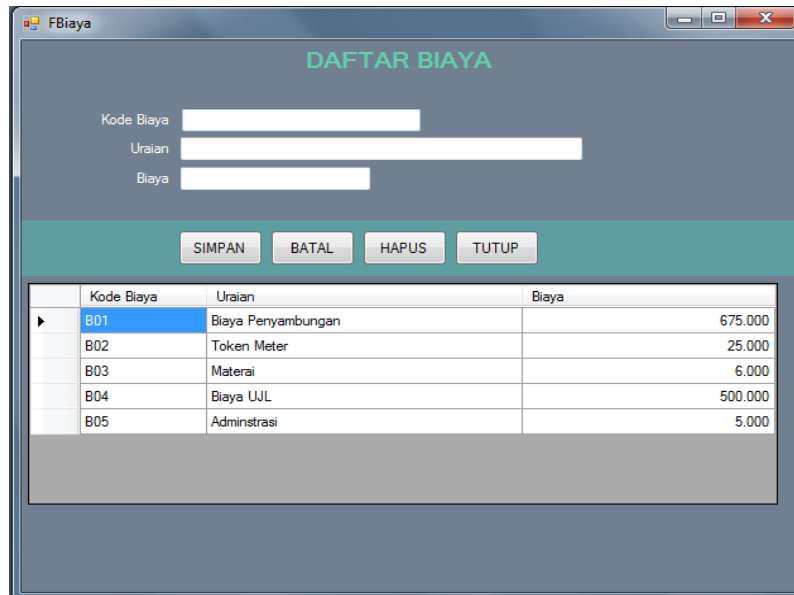 FBiaya
DAFTAR BIAYA
Kode Biaya
Uraian
Biaya
SIMPAN BATAL HAPUS TUTUP
Kode Biaya Uraian Biaya
B01 Biaya Penyambungan 675.000
B02 Token Meter 25.000
B03 Materai 6.000
B04 Biaya UJL 500.000
B05 Adminstrasi 5.000